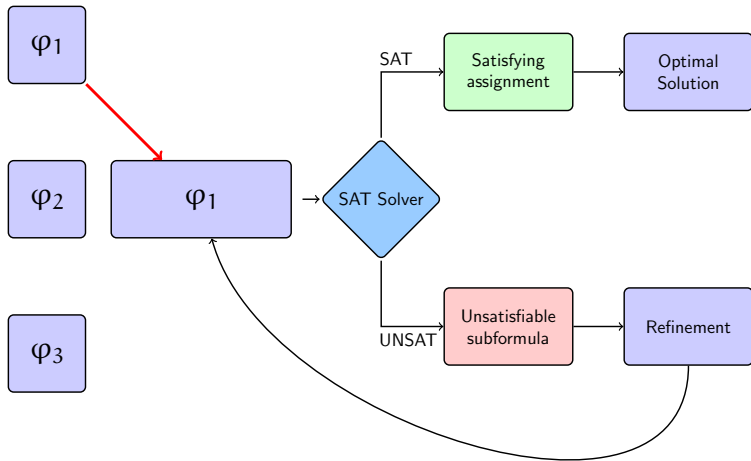 φ1
φ2
φ3
φ1
SAT Solver
SAT
UNSAT
Satisfying
assignment
Optimal
Solution
Unsatisfiable
subformula
Refinement